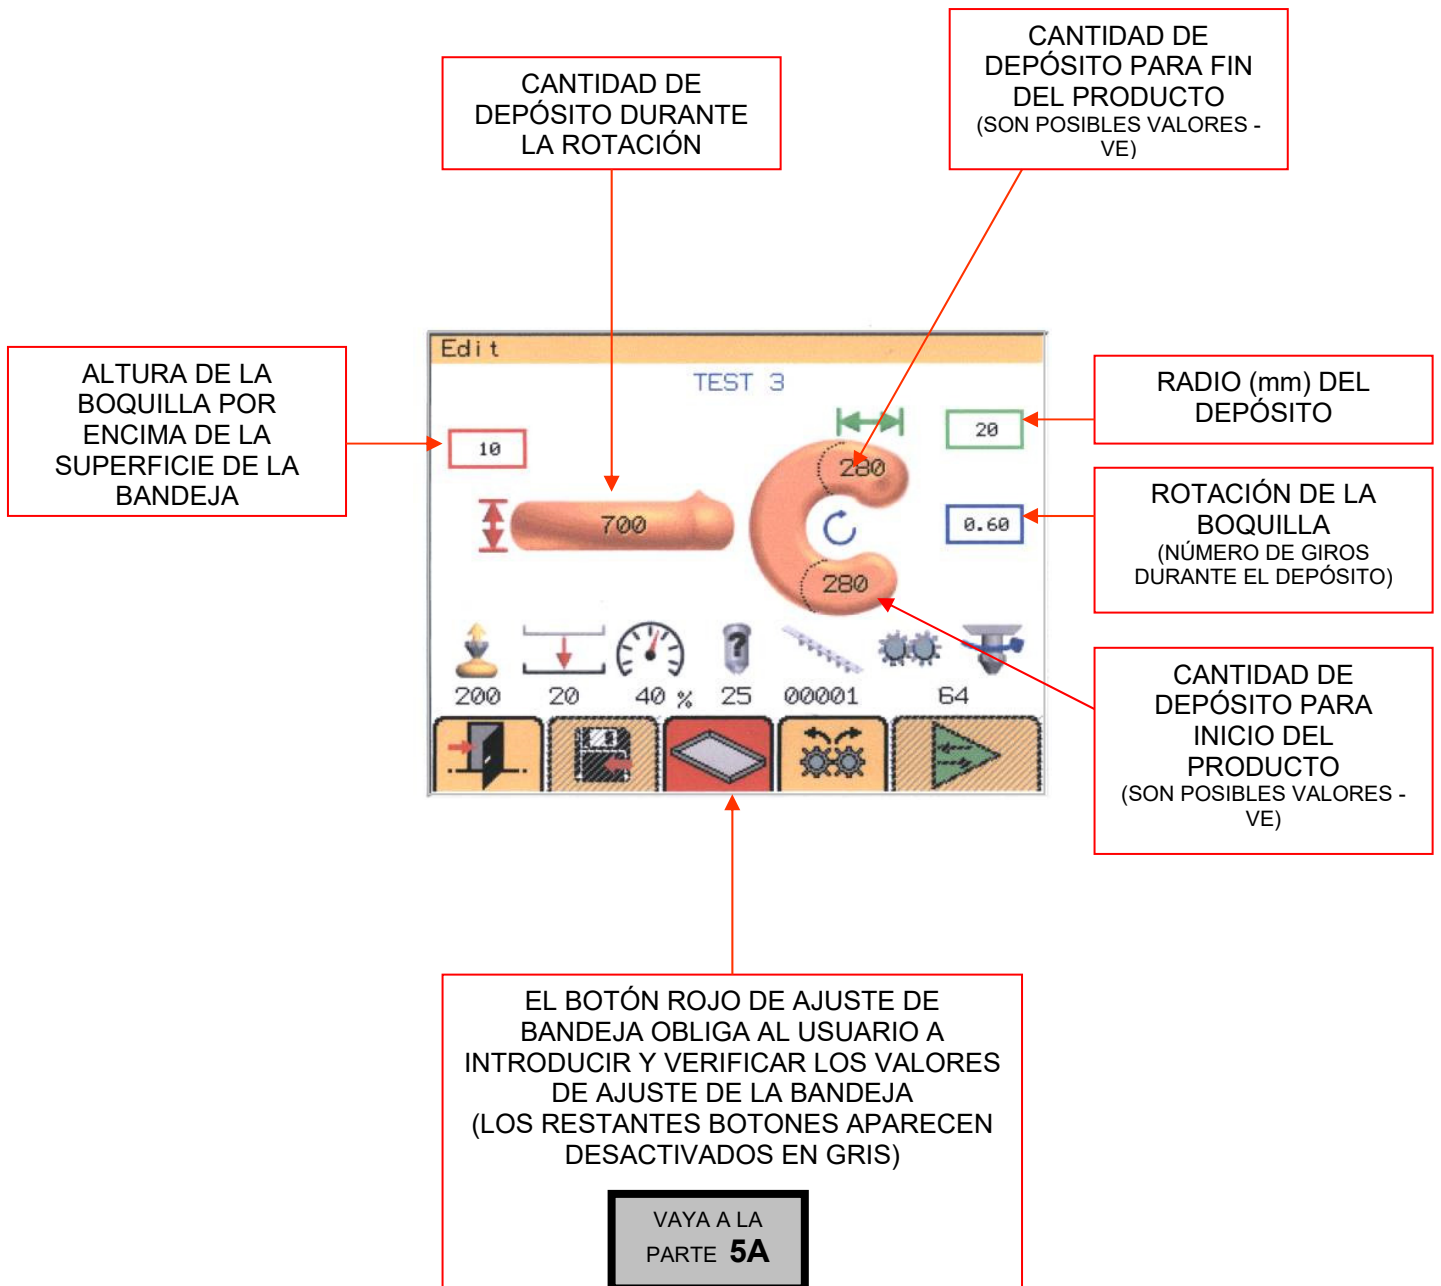 CANTIDAD DE
DEPÓSITO PARA FIN
DEL PRODUCTO
(SON POSIBLES VALORES -
VE)
CANTIDAD DE
DEPÓSITO DURANTE
LA ROTACIÓN
ALTURA DE LA
BOQUILLA POR
ENCIMA DE LA
SUPERFICIE DE LA
BANDEJA
Edit
TEST 3
10
20
280
700
0.60
280
200 20 40 % 25 00001 64
?
RADIO (mm) DEL
DEPÓSITO
ROTACIÓN DE LA
BOQUILLA
(NÚMERO DE GIROS
DURANTE EL DEPÓSITO)
CANTIDAD DE
DEPÓSITO PARA
INICIO DEL
PRODUCTO
(SON POSIBLES VALORES -
VE)
EL BOTÓN ROJO DE AJUSTE DE
BANDEJA OBLIGA AL USUARIO A
INTRODUCIR Y VERIFICAR LOS VALORES
DE AJUSTE DE LA BANDEJA
(LOS RESTANTES BOTONES APARECEN
DESACTIVADOS EN GRIS)
VAYA A LA
PARTE 5A